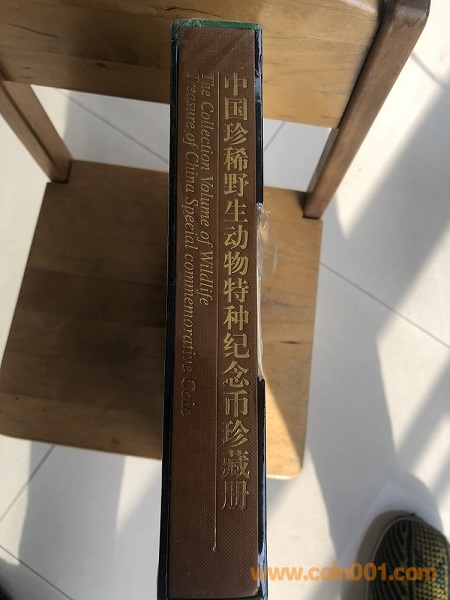 中国珍稀野生动物特种纪念币珍藏册
The Collection Volume of Wildlife
Treasure of China Special commemorative Coin
www.coin001.com